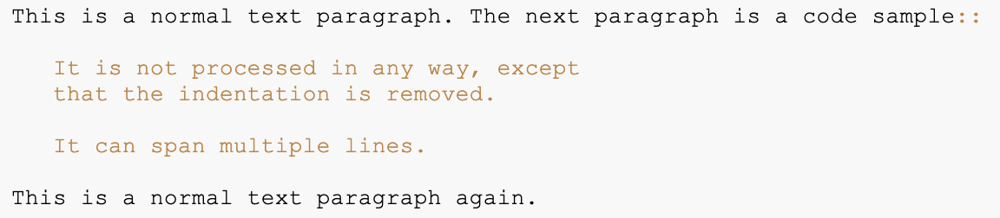 This is a normal text paragraph. The next paragraph is a code sample::
It is not processed in any way, except
that the indentation is removed.
It can span multiple lines.
This is a normal text paragraph again.